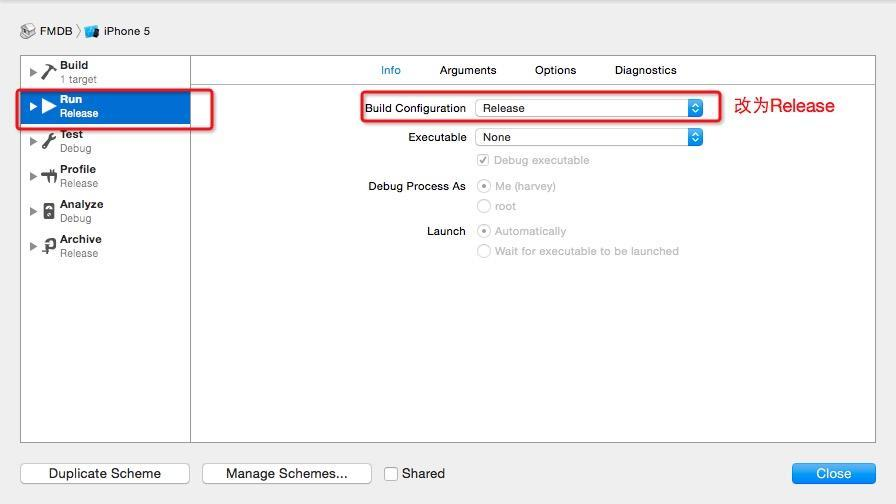 FMDB iPhone 5
Build
1 target
Run
Release
Test
Debug
Profile
Release
Analyze
Debug
Archive
Release
Info Arguments Options Diagnostics
Build Configuration Release 改为Release
Executable None
Debug executable
Debug Process As Me (harvey)
root
Launch Automatically
Wait for executable to be launched
Duplicate Scheme Manage Schemes... Shared Close